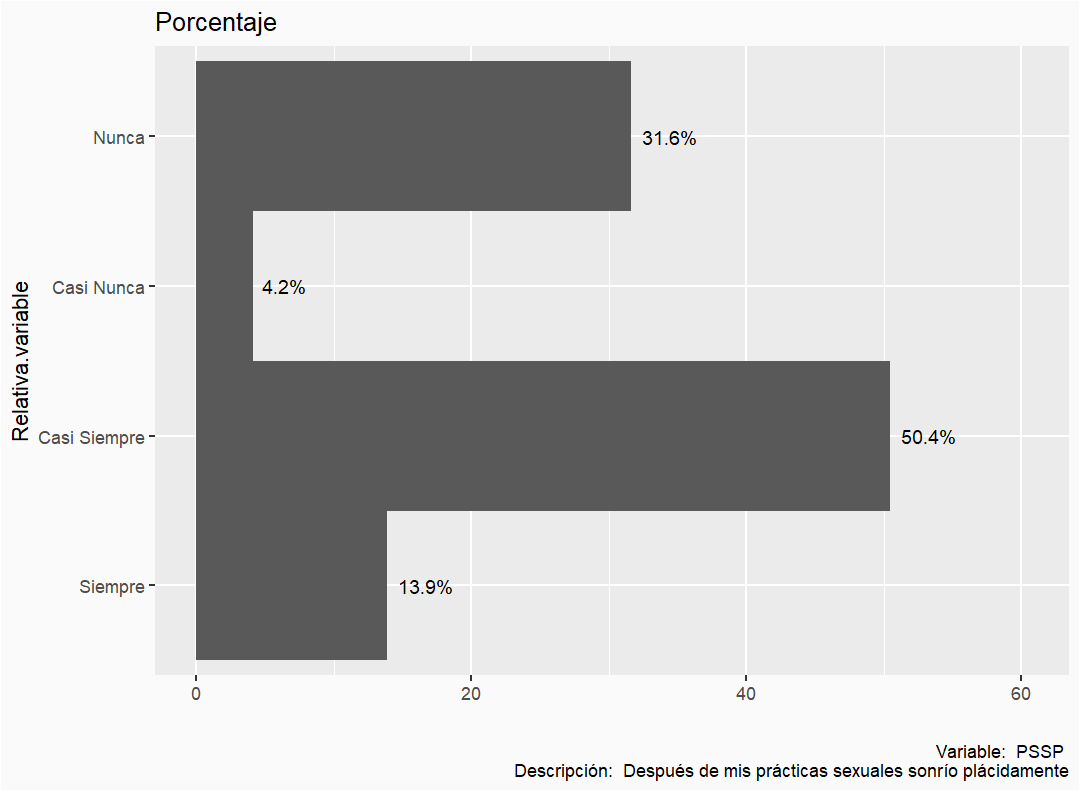 Porcentaje
Nunca
31.6%
Casi Nunca
4.2%
Casi Siempre
50.4%
Siempre
13.9%
Relativa.variable
0 20 40 60
Variable:  PSSP
Descripción:  Después de mis prácticas sexuales sonrío plácidamente